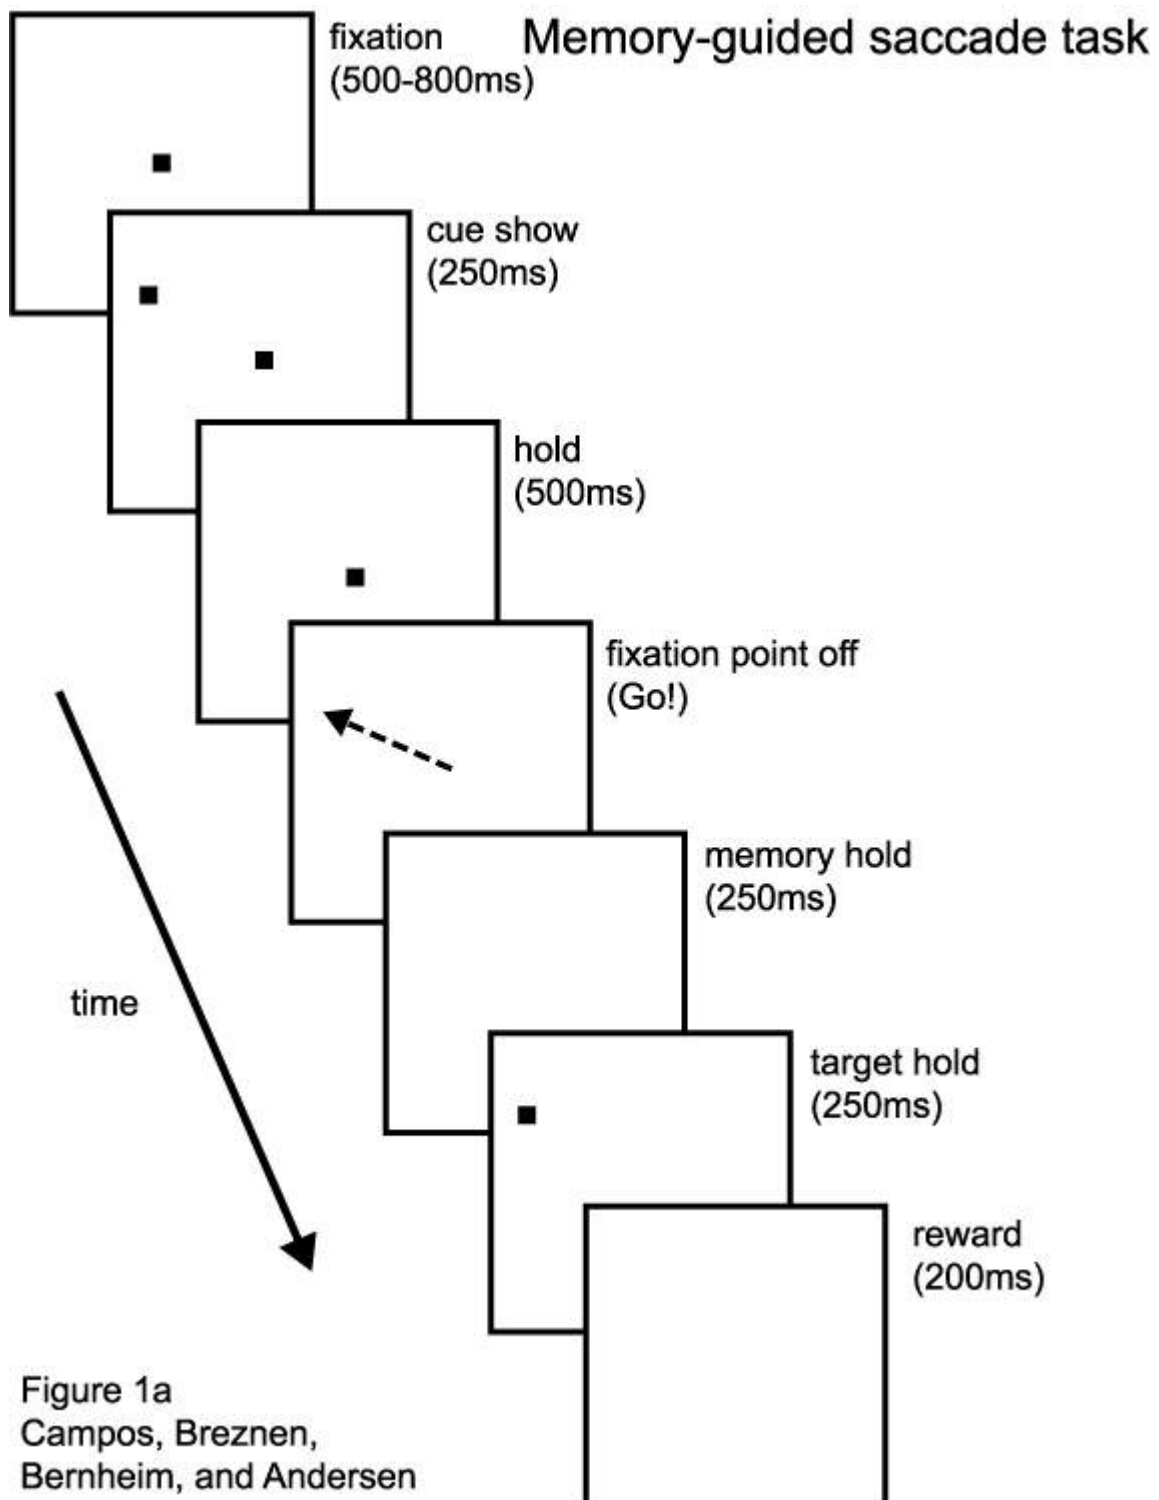 Memory-guided saccade task
fixation
(500-800ms)
cue show
(250ms)
hold
(500ms)
fixation point off
(Go!)
memory hold
(250ms)
time
target hold
(250ms)
reward
(200ms)
Figure 1a
Campos, Breznen,
Bernheim, and Andersen